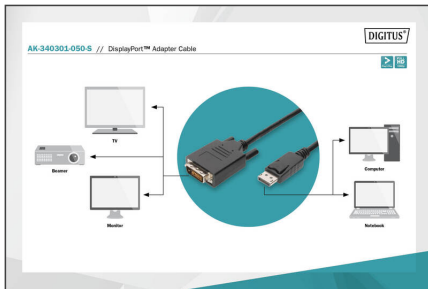 DIGITUS®
AK-340301-050-S // DisplayPort™ Adapter Cable
TV
Beamer
Monitor
Computer
Notebook